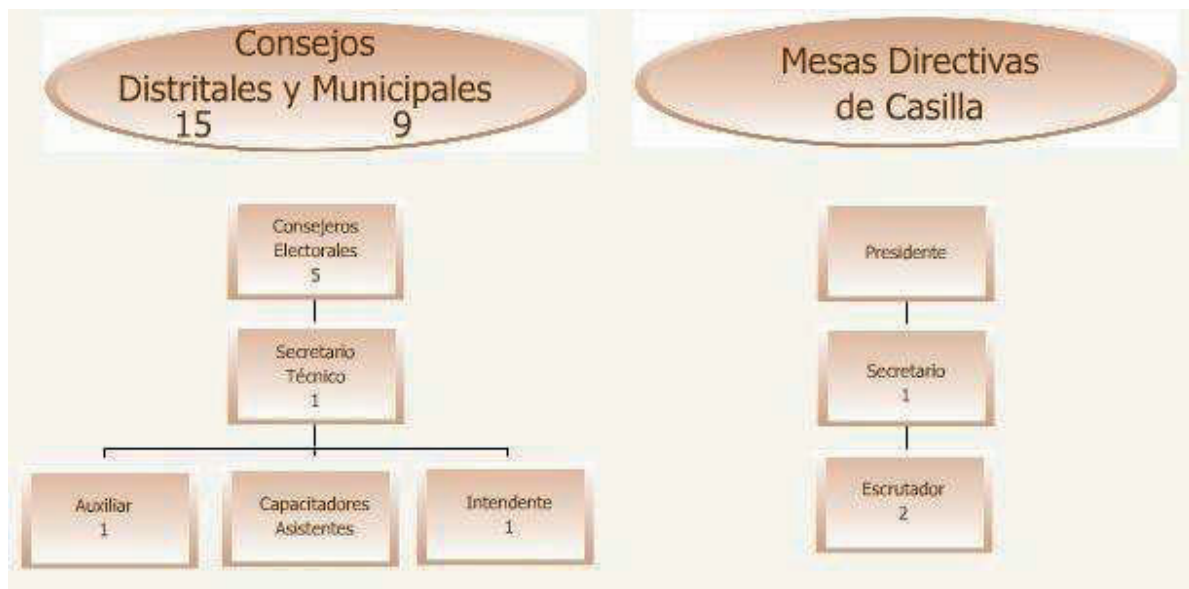 Consejos
Distritales y Municipales
15 9
Consejeros
Electorales
5
Secretario
Técnico
1
Auxiliar
1
Capacitadores
Asistentes
Intendente
1
Mesas Directivas
de Casilla
Presidente
Secretario
1
Escrutador
2